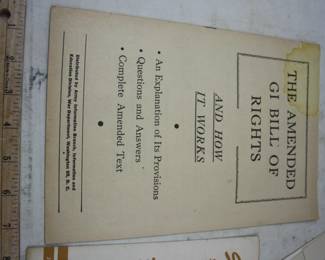 THE AMENDED
GI BILL OF
RIGHTS
AND HOW
IT WORKS
• An Explanation of Its Provisions
• Questions and Answers
• Complete Amended Text
Distributed by Army Information Branch, Information and
Education Division, War Department, Washington 25, D. C.